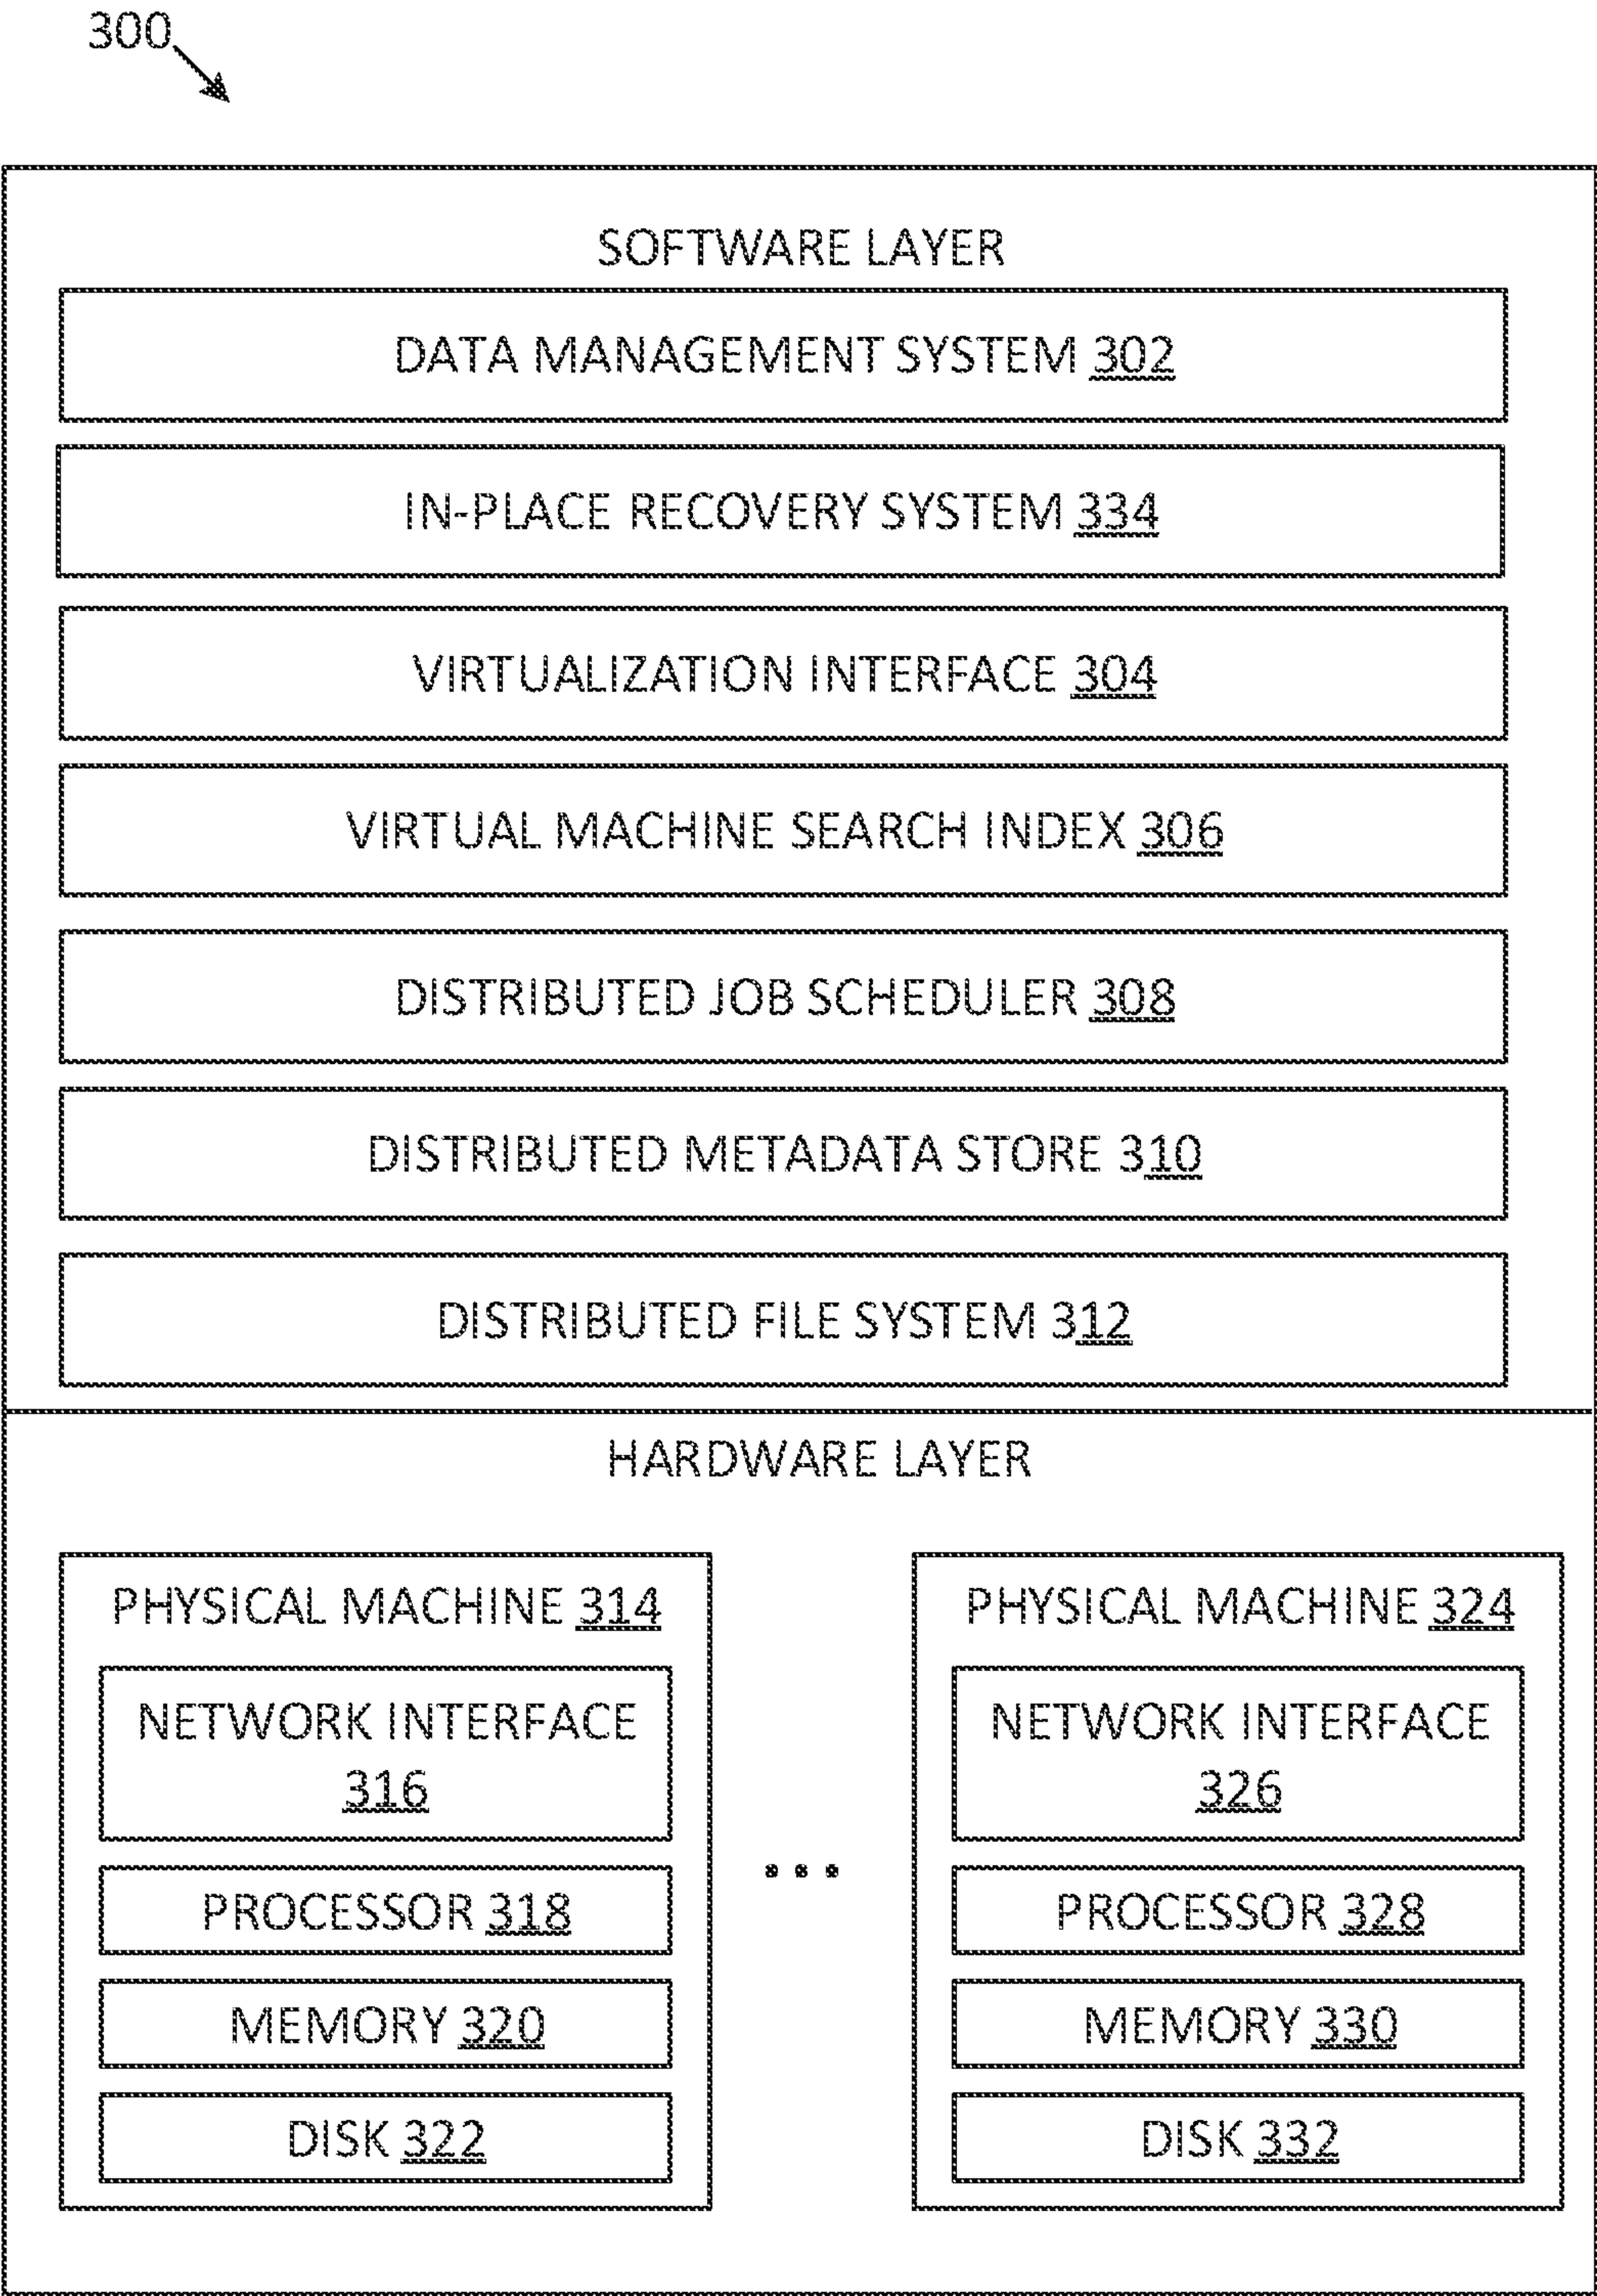 300
SOFTWARE LAYER
DATA MANAGEMENT SYSTEM 302
IN-PLACE RECOVERY SYSTEM 334
VIRTUALIZATION INTERFACE 304
VIRTUAL MACHINE SEARCH INDEX 306
DISTRIBUTED JOB SCHEDULER 308
DISTRIBUTED METADATA STORE 310
DISTRIBUTED FILE SYSTEM 312
HARDWARE LAYER
PHYSICAL MACHINE 314
NETWORK INTERFACE
316
PROCESSOR 318
MEMORY 320
DISK 322
...
PHYSICAL MACHINE 324
NETWORK INTERFACE
326
PROCESSOR 328
MEMORY 330
DISK 332